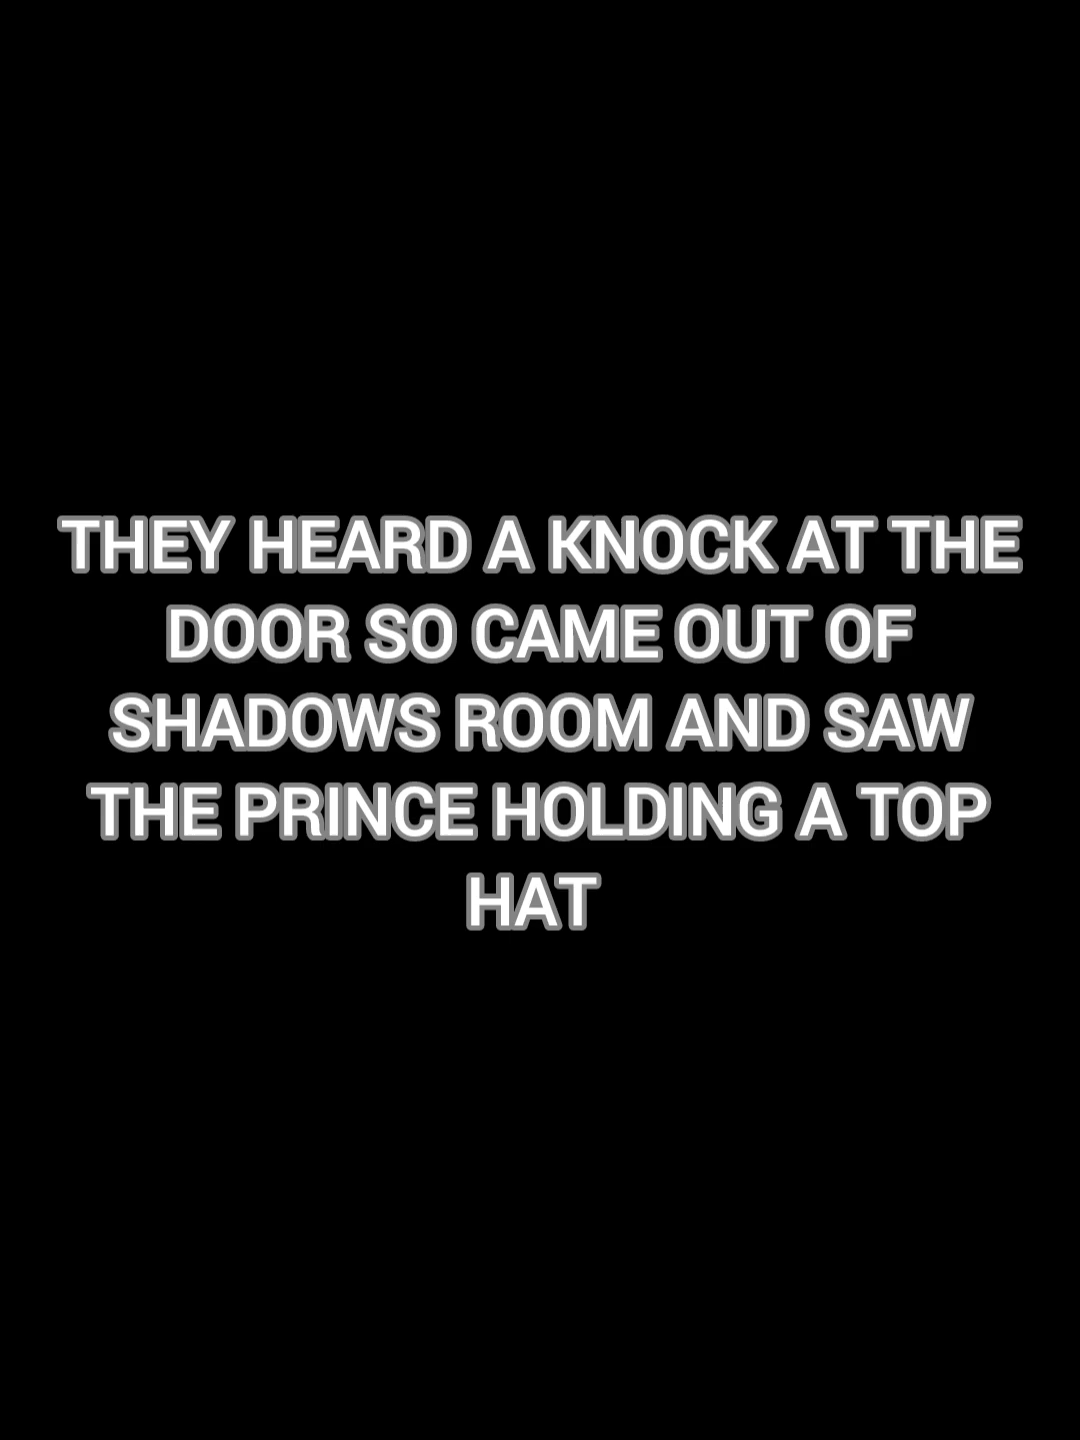 THEY HEARD A KNOCK AT THE
DOOR SO CAME OUT OF
SHADOWS ROOM AND SAW
THE PRINCE HOLDING A TOP
HAT